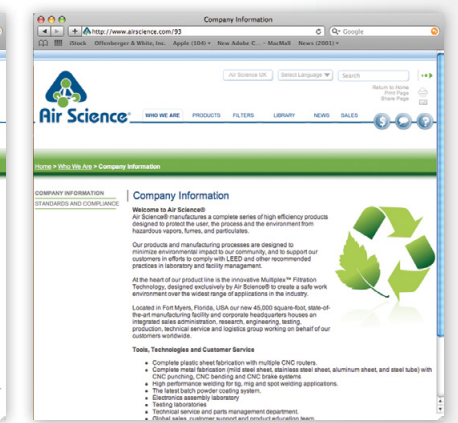 Company Information
http://www.airscience.com/93
Google
iStock Offenberger & White, Inc. Apple (104) New Adobe C... - MacMall News (2001)
Air Science UK Select Language Search
Return to Home
Print Page
Share Page
Air Science®
WHO WE ARE PRODUCTS FILTERS LIBRARY NEWS SALES
Home > Who We Are > Company Information
COMPANY INFORMATION
STANDARDS AND COMPLIANCE
Company Information
Welcome to Air Science®
Air Science® manufactures a complete series of high efficiency products
designed to protect the user, the process and the environment from
hazardous vapors, fumes, and particulates.
Our products and manufacturing processes are designed to
minimize environmental impact to our community, and to support our
customers in efforts to comply with LEED and other recommended
practices in laboratory and facility management.
At the heart of our product line is the innovative Multiplex™ Filtration
Technology, designed exclusively by Air Science® to create a safe work
environment over the widest range of applications in the industry.
Located in Fort Myers, Florida, USA our new 45,000 square-foot, state-of-
the-art manufacturing facility and corporate headquarters houses an
integrated sales administration, research, engineering, testing,
production, technical service and logistics group working on behalf of our
customers worldwide.
Tools, Technologies and Customer Service
• Complete plastic sheet fabrication with multiple CNC routers.
• Complete metal fabrication (mild steel sheet, stainless steel sheet, aluminum sheet, and steel tube) with
CNC punching, CNC bending and CNC brake systems
• High performance welding for tig, mig and spot welding applications.
• The latest batch powder coating system.
• Electronics assembly laboratory
• Testing laboratories
• Technical service and parts management department.
• Global sales, customer support and product education team